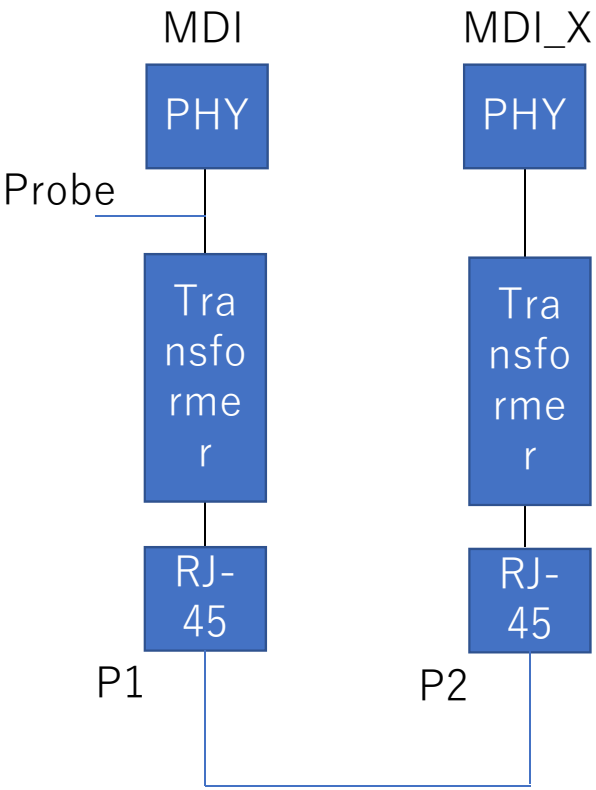 MDI
MDI_X
PHY
PHY
Probe
Tra
nsfo
rme
r
Tra
nsfo
rme
r
RJ-
45
RJ-
45
P1
P2